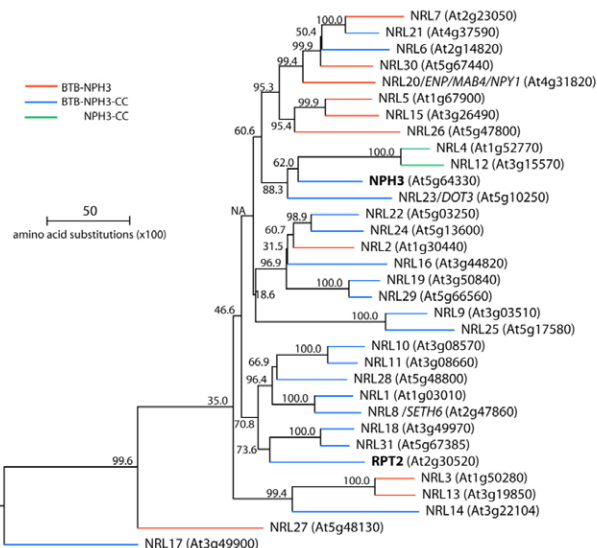 NRL7 (At2g23050)
100.0
NRL21 (At4g37590)
50.4
NRL6 (At2g14820)
99.9
NRL30 (At5g67440)
99.4
NRL20/ENP/MAB4/NPY1 (At4g31820)
BTB-NPH3
95.3
NRL5 (At1g67900)
BTB-NPH3-CC
99.9
NRL15 (At3g26490)
NPH3-CC
95.4
NRL26 (At5g47800)
60.6
NRL4 (At1g52770)
100.0
62.0
NRL12 (At3g15570)
NPH3 (At5g64330)
88.3
NRL23/DOT3 (At5g10250)
50
NA
NRL22 (At5g03250)
98.9
amino acid substitutions (x100)
60.7
NRL24 (At5g13600)
31.5
NRL2 (At1g30440)
96.9
NRL16 (At3g44820)
NRL19 (At3g50840)
100.0
18.6
NRL29 (At5g66560)
46.6
NRL9 (At3g03510)
100.0
NRL25 (At5g17580)
NRL10 (At3g08570)
100.0
66.9
NRL11 (At3g08660)
96.4
NRL28 (At5g48800)
NRL1 (At1g03010)
35.0
100.0
NRL8 /SETH6 (At2g47860)
70.8
NRL18 (At3g49970)
100.0
73.6
NRL31 (At5g67385)
99.6
RPT2 (At2g30520)
NRL3 (At1g50280)
100.0
99.4
NRL13 (At3g19850)
NRL14 (At3g22104)
NRL27 (At5g48130)
NRL17 (At3g49900)